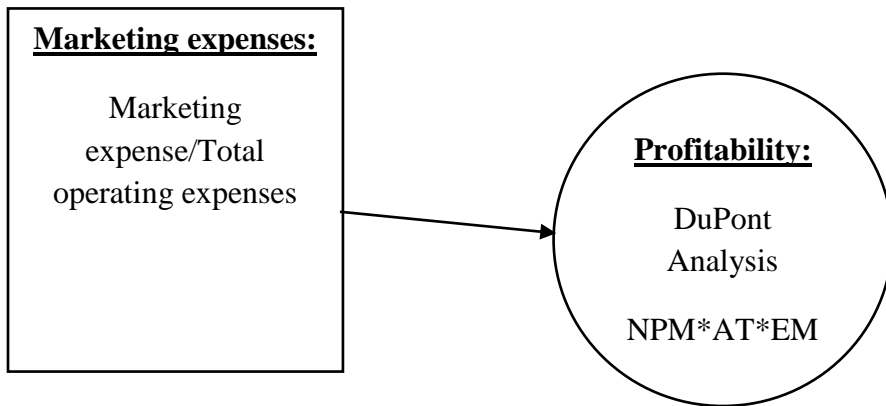 Marketing expenses:
Marketing
expense/Total
operating expenses
Profitability:
DuPont
Analysis
NPM*AT*EM